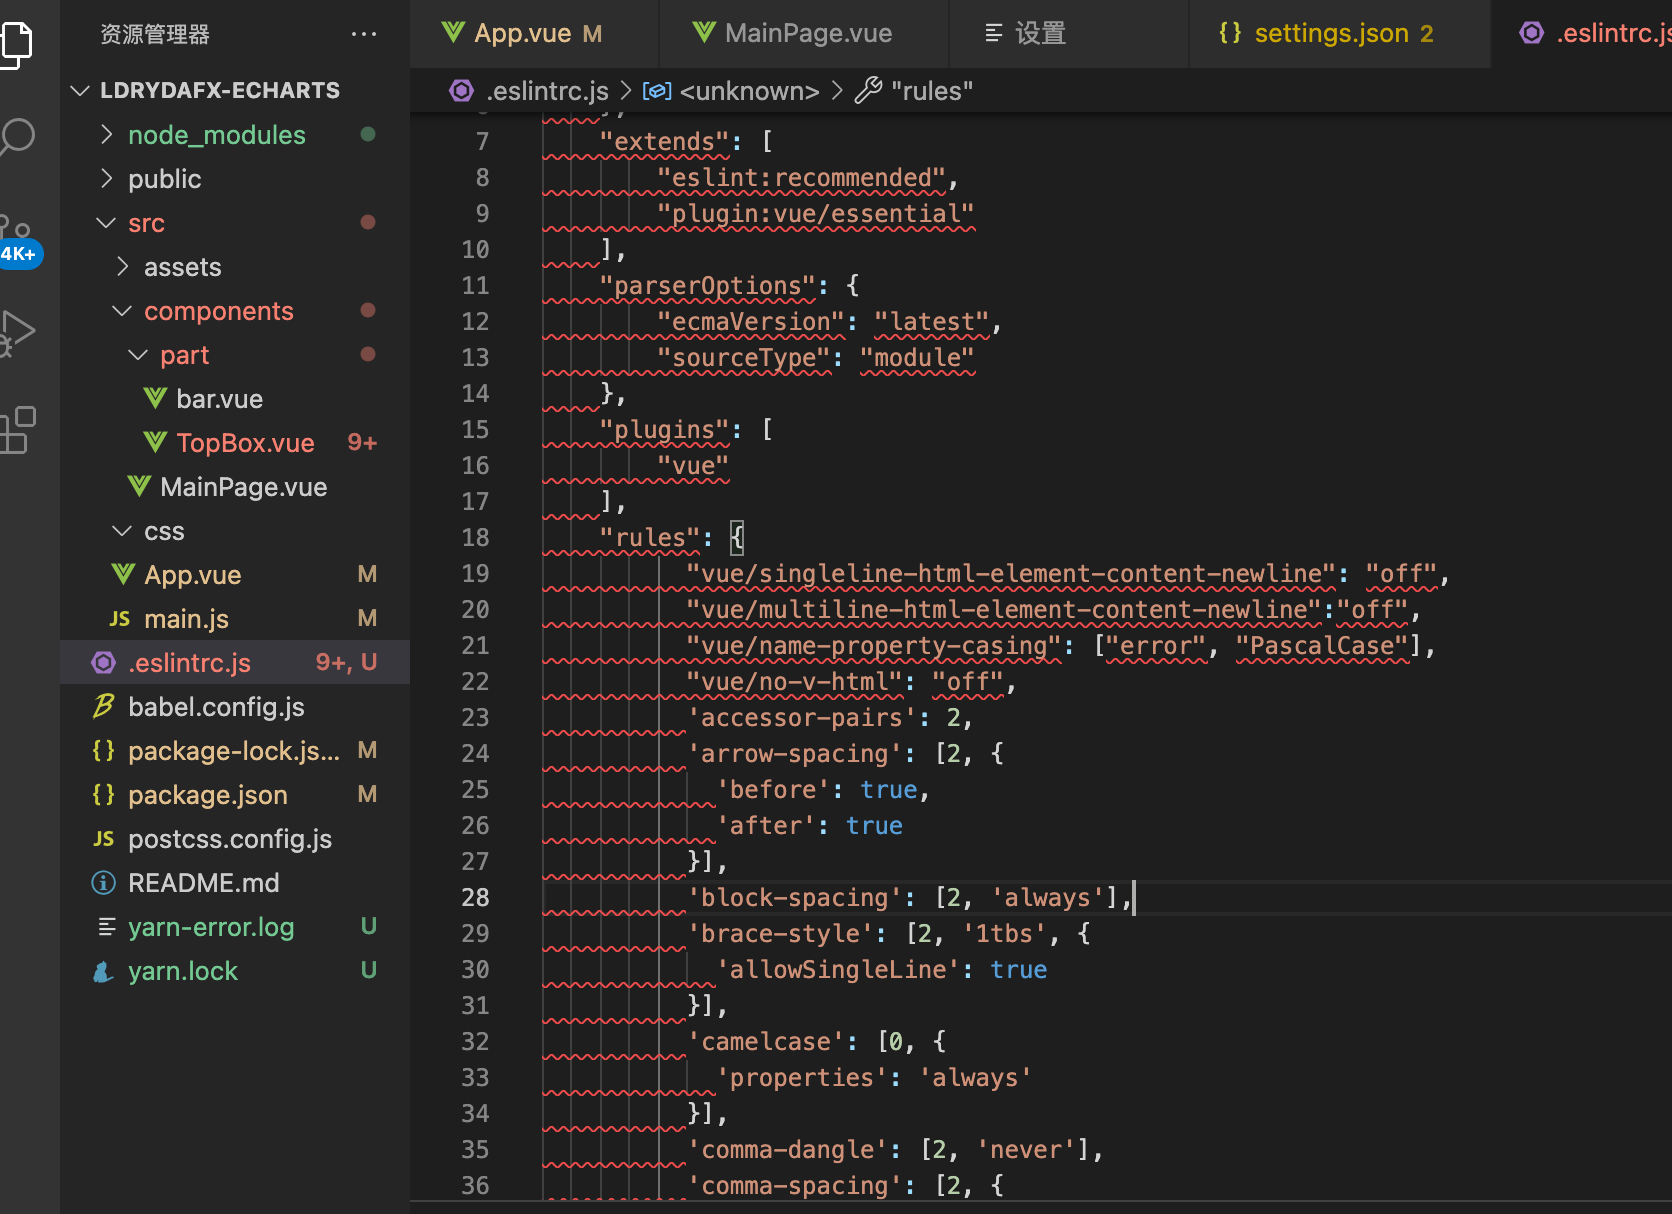 资源管理器 ···
LDRYDAFX-ECHARTS
node_modules
public
src
assets
components
part
bar.vue
TopBox.vue 9+
MainPage.vue
css
App.vue M
main.js M
.eslintrc.js 9+, U
babel.config.js
package-lock.js... M
package.json M
postcss.config.js
README.md
yarn-error.log U
yarn.lock U
4K+
App.vue M
MainPage.vue
设置
settings.json 2
.eslintrc.js
.eslintrc.js > <unknown> > "rules"
7 "extends": [
8 "eslint:recommended",
9 "plugin:vue/essential"
10 ],
11 "parserOptions": {
12 "ecmaVersion": "latest",
13 "sourceType": "module"
14 },
15 "plugins": [
16 "vue"
17 ],
18 "rules": {
19 "vue/singleline-html-element-content-newline": "off",
20 "vue/multiline-html-element-content-newline":"off",
21 "vue/name-property-casing": ["error", "PascalCase"],
22 "vue/no-v-html": "off",
23 'accessor-pairs': 2,
24 'arrow-spacing': [2, {
25 'before': true,
26 'after': true
27 }],
28 'block-spacing': [2, 'always'],
29 'brace-style': [2, '1tbs', {
30 'allowSingleLine': true
31 }],
32 'camelcase': [0, {
33 'properties': 'always'
34 }],
35 'comma-dangle': [2, 'never'],
36 'comma-spacing': [2, {